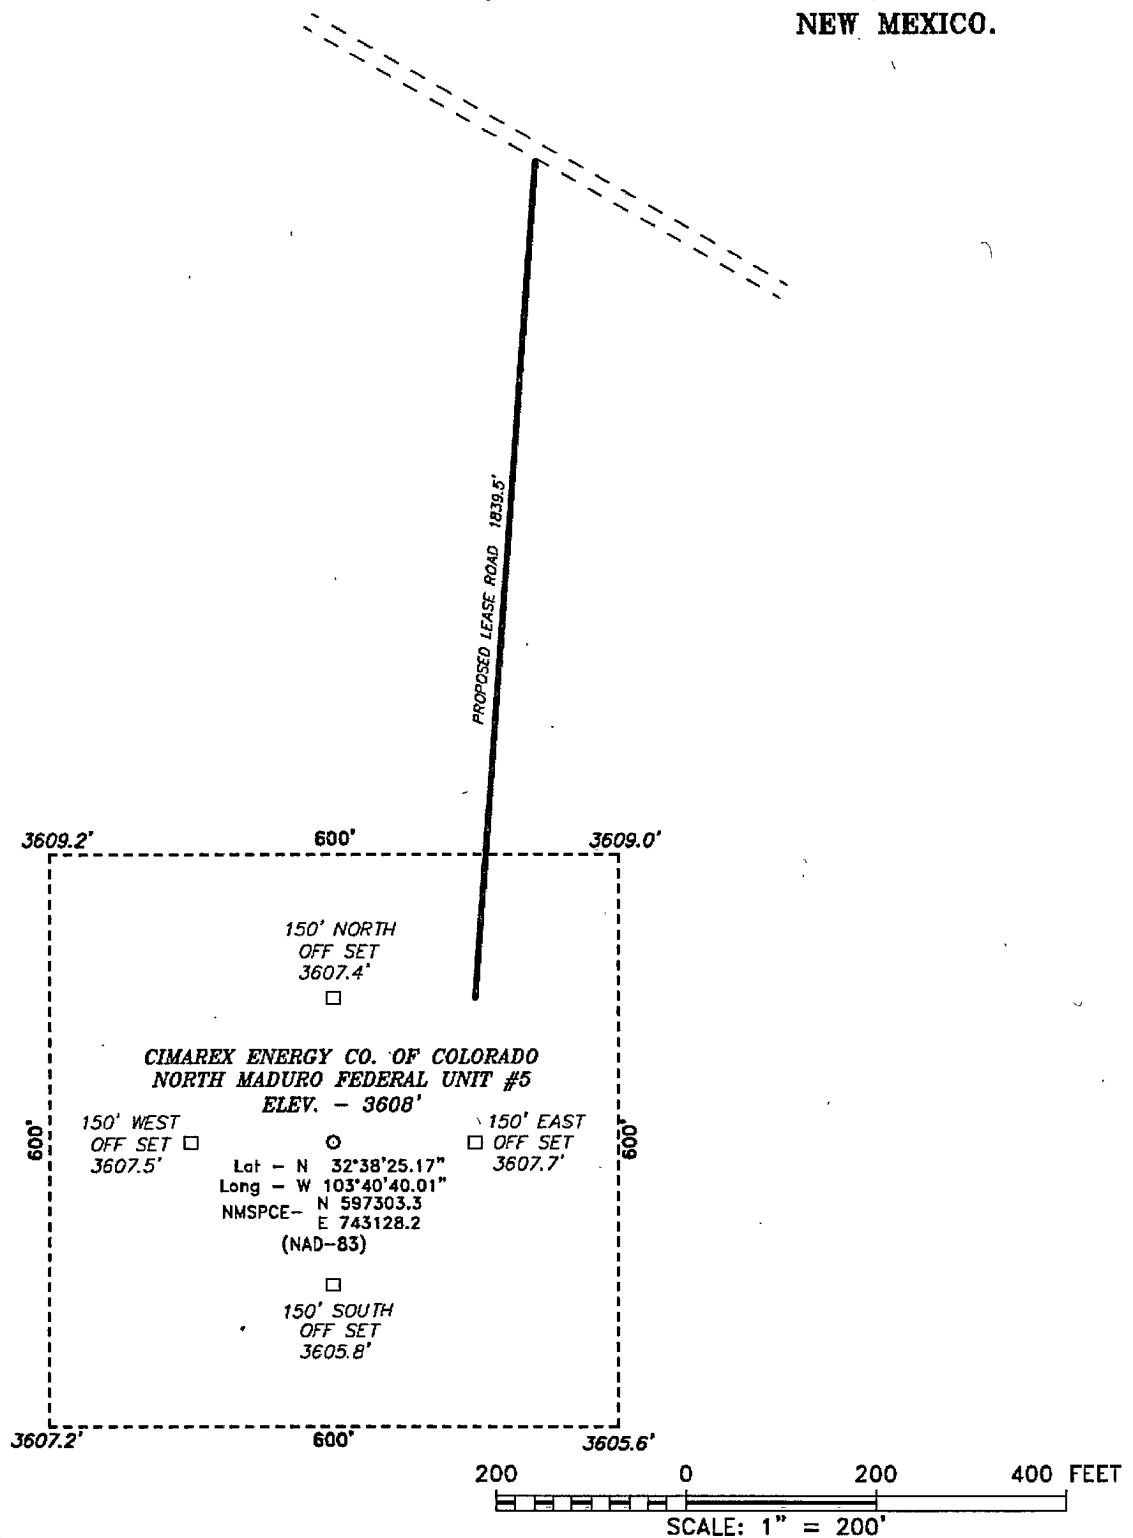 NEW MEXICO.
PROPOSED LEASE ROAD 1839.5'
3609.2'
600'
3609.0'
150' NORTH
OFF SET
3607.4'
CIMAREX ENERGY CO. OF COLORADO
NORTH MADURO FEDERAL UNIT #5
ELEV. - 3608'
150' WEST
OFF SET
3607.5'
150' EAST
OFF SET
3607.7'
600'
600'
Lat - N 32°38'25.17"
Long - W 103°40'40.01"
NMSPCE- N 597303.3
E 743128.2
(NAD-83)
150' SOUTH
OFF SET
3605.8'
3607.2'
600'
3605.6'
200 0 200 400 FEET
SCALE: 1" = 200'